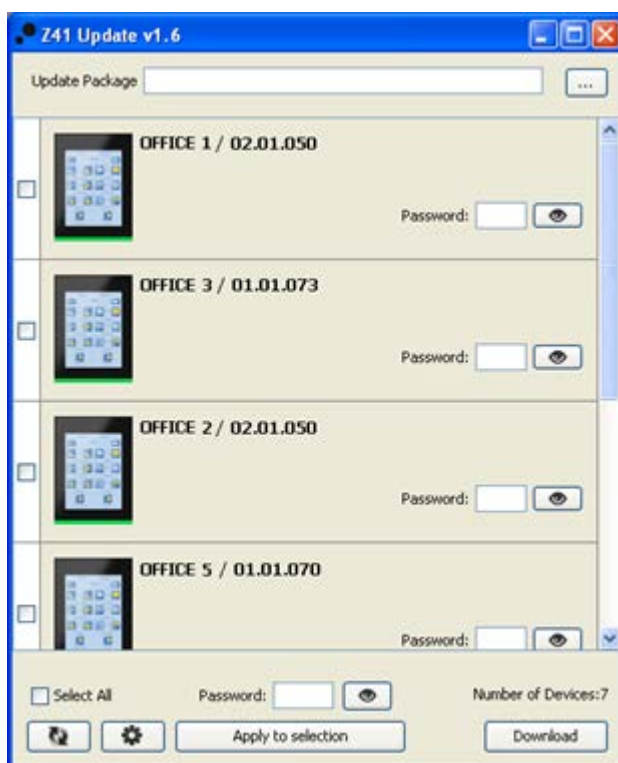 Z41 Update v1.6
Update Package
...
OFFICE 1 / 02.01.050
Password:
OFFICE 3 / 01.01.073
Password:
OFFICE 2 / 02.01.050
Password:
OFFICE 5 / 01.01.070
Password:
Select All
Password:
Number of Devices:7
Apply to selection
Download